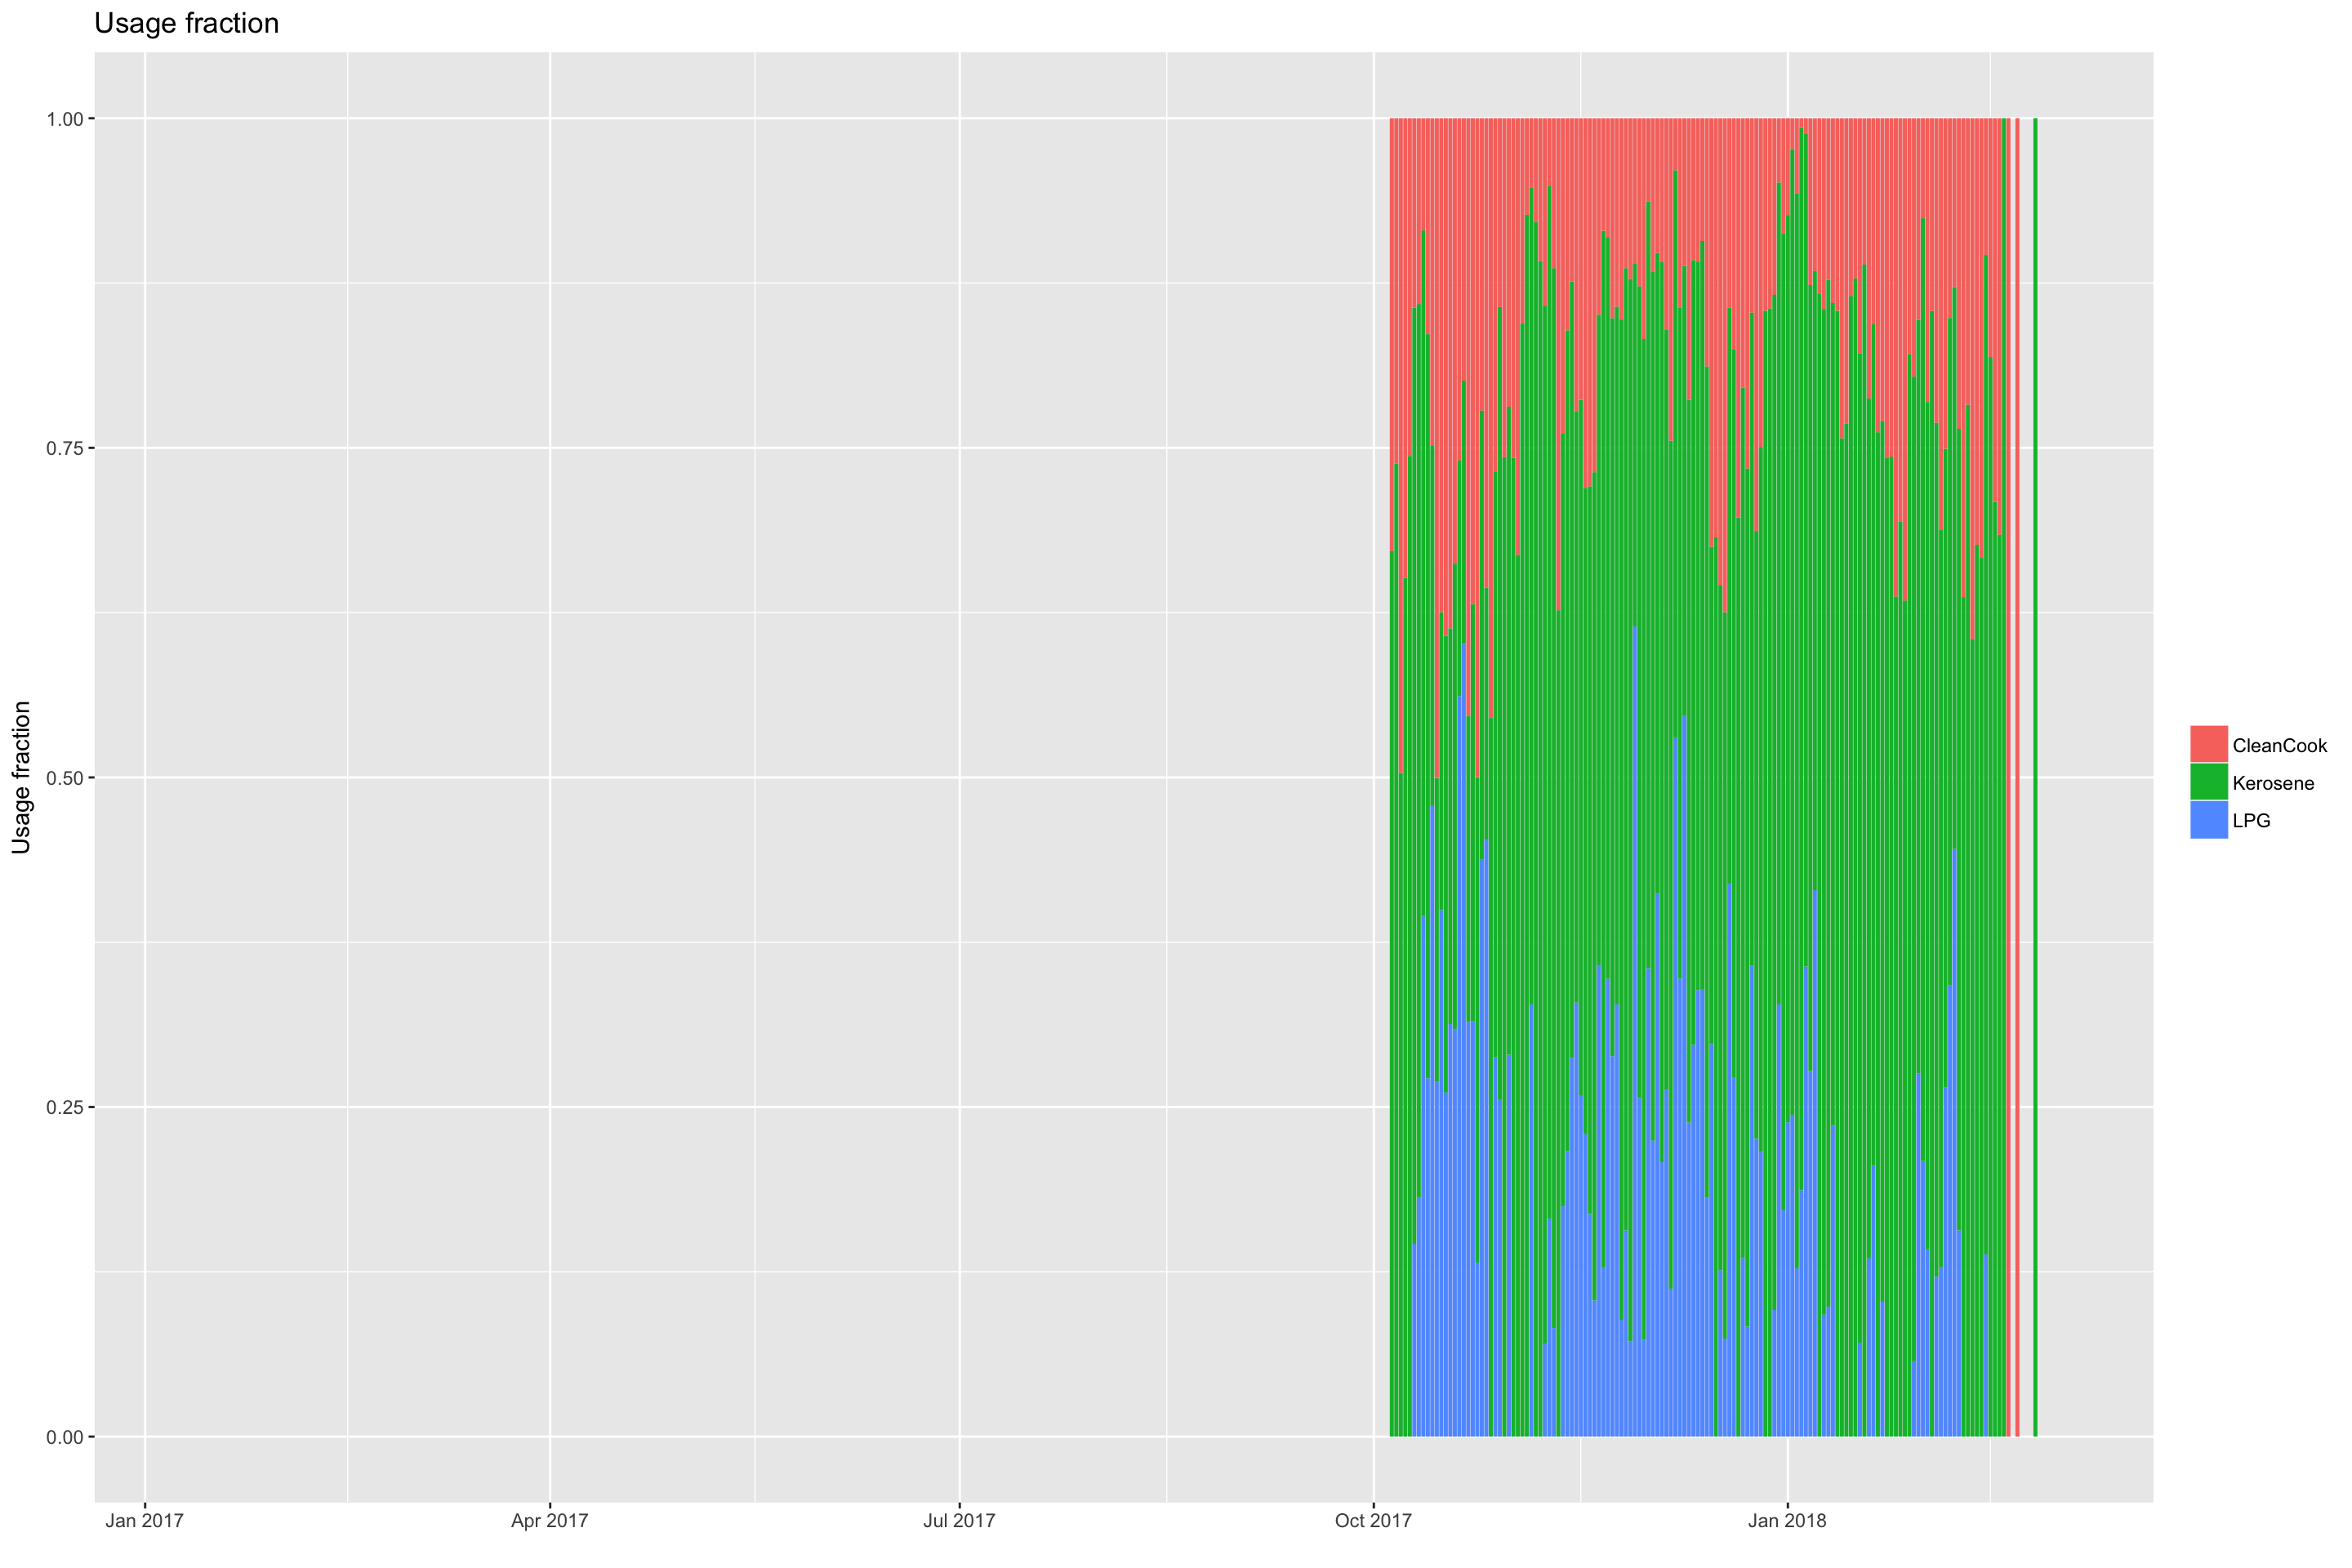 Usage fraction
1.00
0.75
0.50
0.25
0.00
Usage fraction
Jan 2017
Apr 2017
Jul 2017
Oct 2017
Jan 2018
CleanCook
Kerosene
LPG